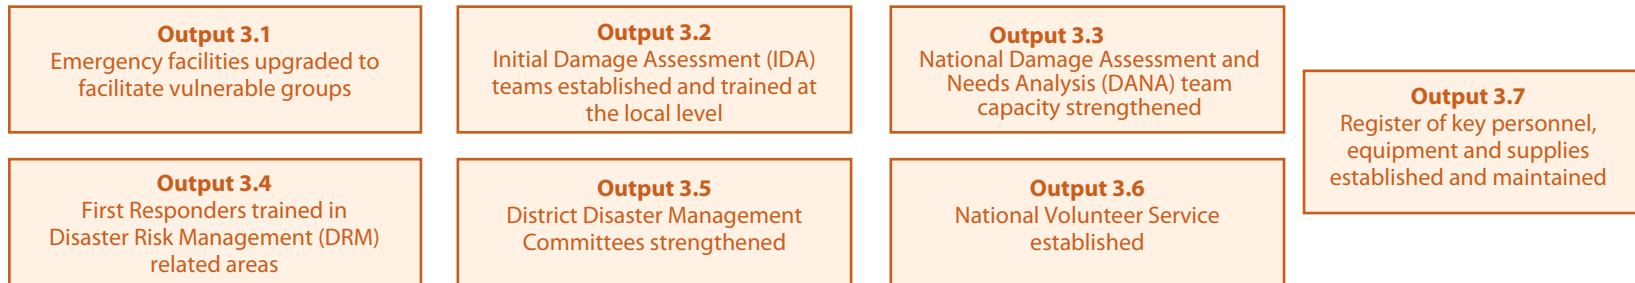 Output 3.1
Emergency facilities upgraded to
facilitate vulnerable groups
Output 3.2
Initial Damage Assessment (IDA)
teams established and trained at
the local level
Output 3.3
National Damage Assessment and
Needs Analysis (DANA) team
capacity strengthened
Output 3.4
First Responders trained in
Disaster Risk Management (DRM)
related areas
Output 3.5
District Disaster Management
Committees strengthened
Output 3.6
National Volunteer Service
established
Output 3.7
Register of key personnel,
equipment and supplies
established and maintained